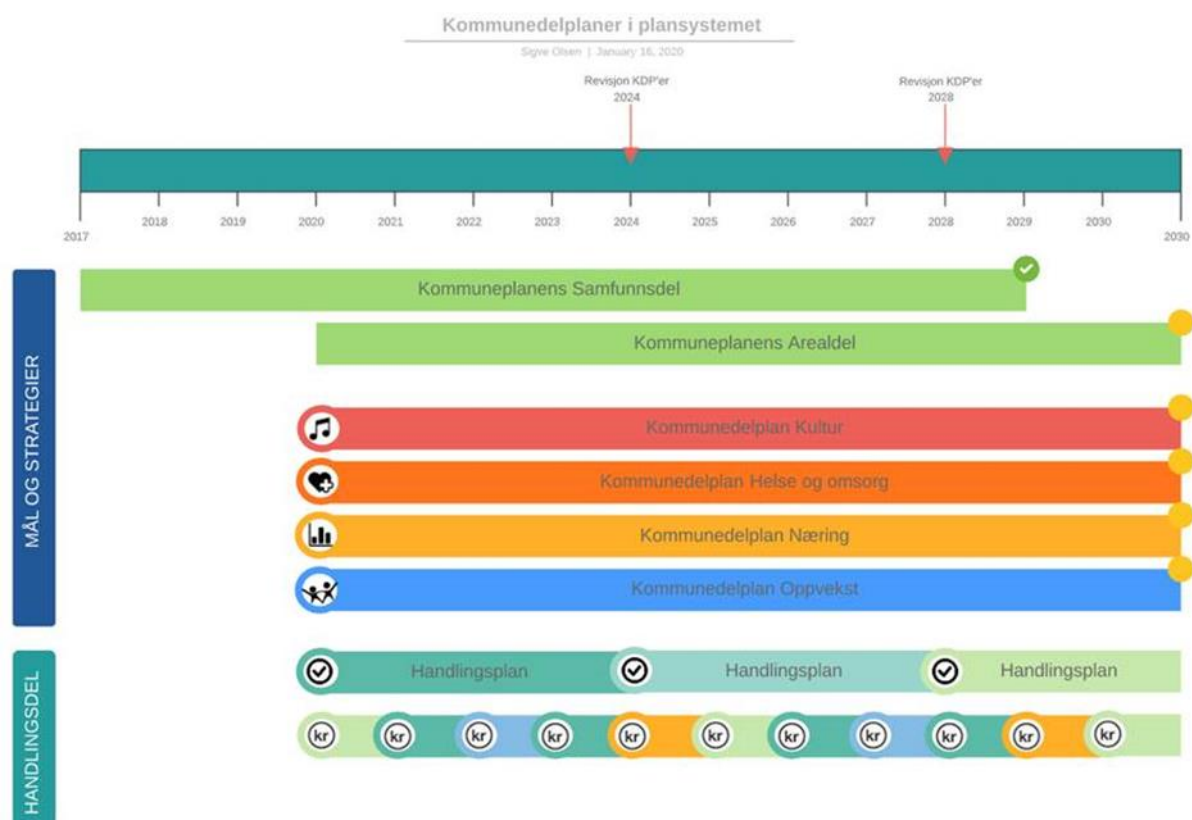 Kommunedelplaner i plansystemet
Sigve Olsen | January 16, 2020
Revisjon KDP'er
2024
Revisjon KDP'er
2028
2017
2018
2019
2020
2021
2022
2023
2024
2025
2026
2027
2028
2029
2030
2030
MÅL OG STRATEGIER
Kommuneplanens Samfunnsdel
Kommuneplanens Arealdel
Kommunedelplan Kultur
Kommunedelplan Helse og omsorg
Kommunedelplan Næring
Kommunedelplan Oppvekst
HANDLINGSDEL
Handlingsplan
Handlingsplan
Handlingsplan
kr
kr
kr
kr
kr
kr
kr
kr
kr
kr
kr